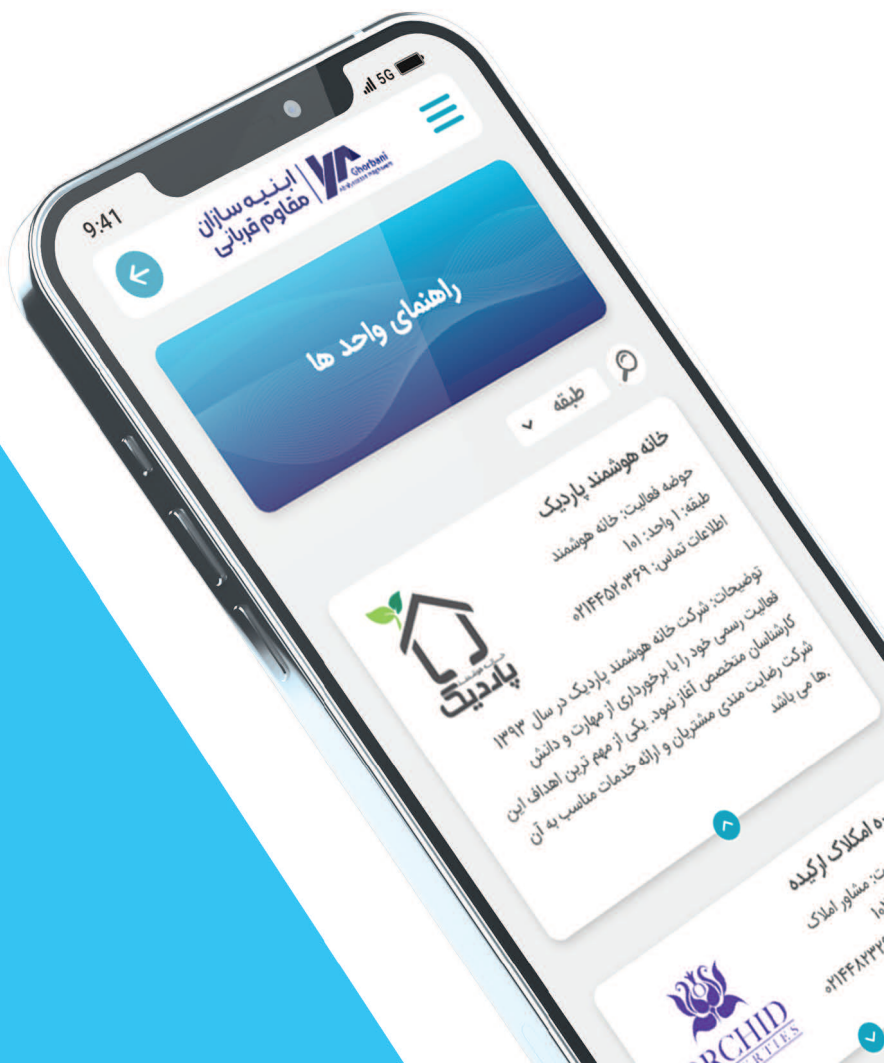 9:41
5G
ابنیه سازان
مقاوم قربانی
Ghorbani
راهنمای واحد ها
طبقه
خانه هوشمند پاردیک
حوضه فعالیت: خانه هوشمند
طبقه: ۱ واحد: ۱۰۱
اطلاعات تماس: ۰۲۱۴۴۵۲۰۳۶۹
توضیحات: شرکت خانه هوشمند پاردیک در سال ۱۳۹۳
فعالیت رسمی خود را با برخورداری از مهارت و دانش
کارشناسان متخصص آغاز نمود. یکی از مهم ترین اهداف این
شرکت رضایت مندی مشتریان و ارائه خدمات مناسب به آن
.ها می باشد
خانه هوشمند
پاردیک
امکلاک ارکیده
مشاور املاک